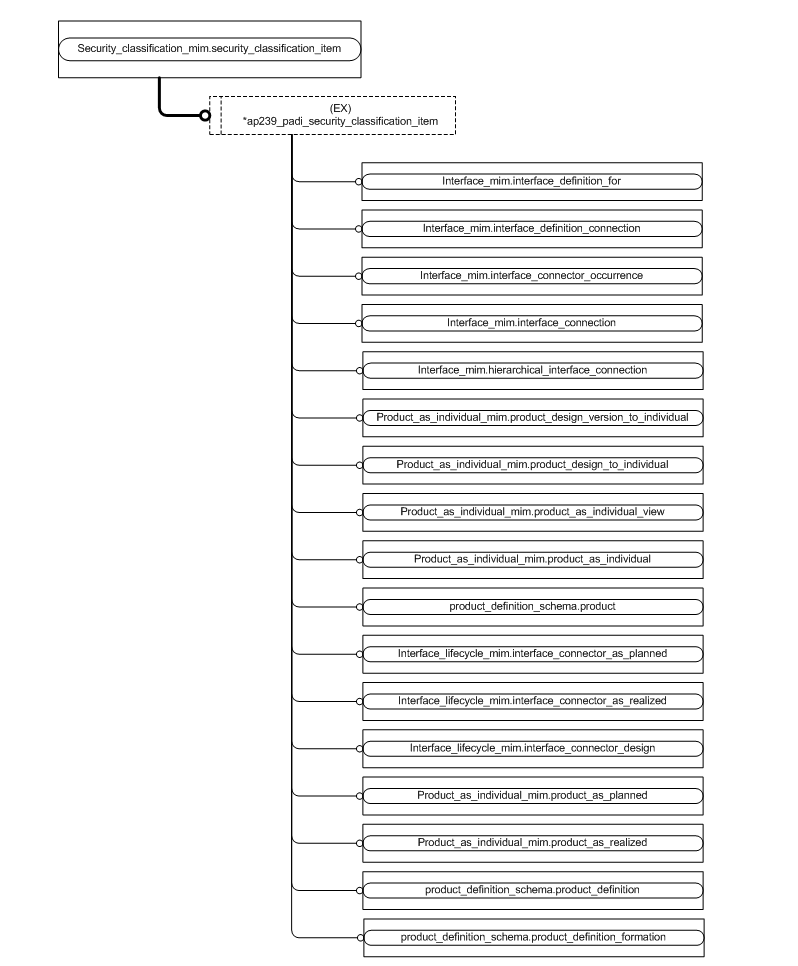 Security_classification_mim.security_classification_item
(EX)
*ap239_padi_security_classification_item
Interface_mim.interface_definition_for
Interface_mim.interface_definition_connection
Interface_mim.interface_connector_occurrence
Interface_mim.interface_connection
Interface_mim.hierarchical_interface_connection
Product_as_individual_mim.product_design_version_to_individual
Product_as_individual_mim.product_design_to_individual
Product_as_individual_mim.product_as_individual_view
Product_as_individual_mim.product_as_individual
product_definition_schema.product
Interface_lifecycle_mim.interface_connector_as_planned
Interface_lifecycle_mim.interface_connector_as_realized
Interface_lifecycle_mim.interface_connector_design
Product_as_individual_mim.product_as_planned
Product_as_individual_mim.product_as_realized
product_definition_schema.product_definition
product_definition_schema.product_definition_formation